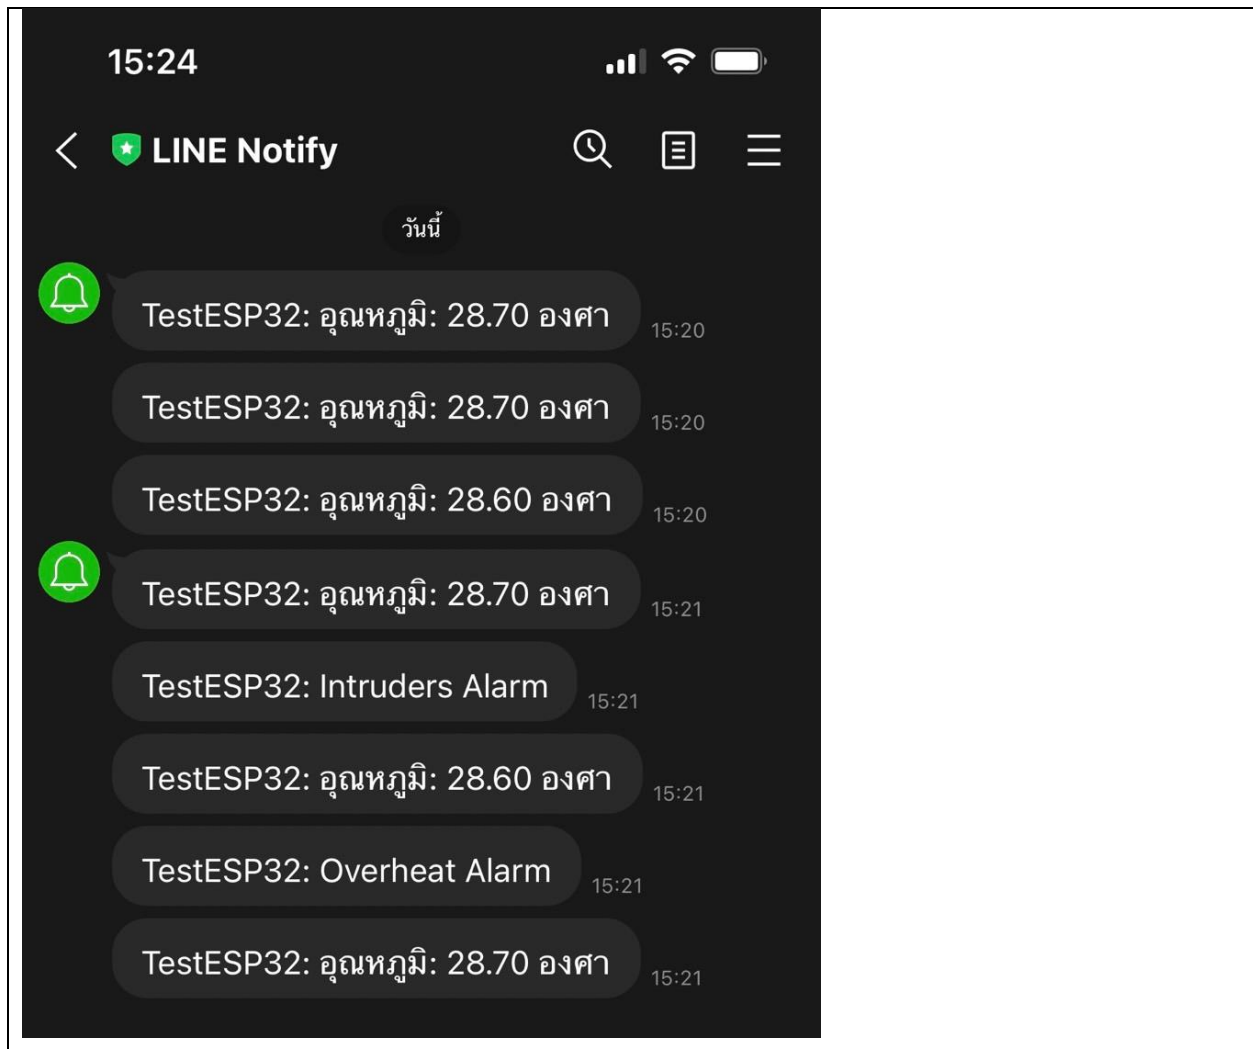 15:24
LINE Notify
วันนี้
TestESP32: อุณหภูมิ: 28.70 องศา 15:20
TestESP32: อุณหภูมิ: 28.70 องศา 15:20
TestESP32: อุณหภูมิ: 28.60 องศา 15:20
TestESP32: อุณหภูมิ: 28.70 องศา 15:21
TestESP32: Intruders Alarm 15:21
TestESP32: อุณหภูมิ: 28.60 องศา 15:21
TestESP32: Overheat Alarm 15:21
TestESP32: อุณหภูมิ: 28.70 องศา 15:21